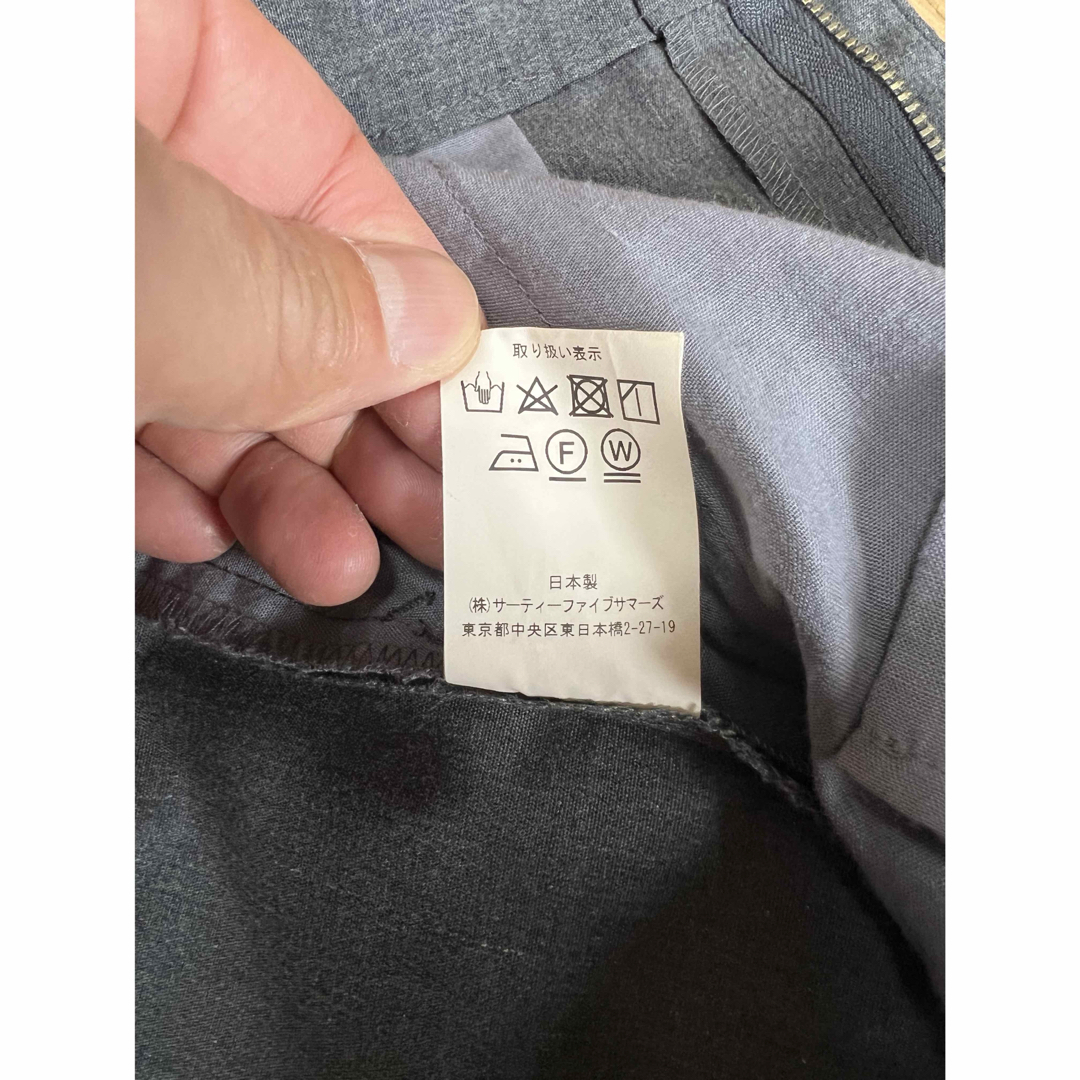 取り扱い表示
F W
日本製
(株)サーティーファイブサマーズ
東京都中央区東日本橋2-27-19